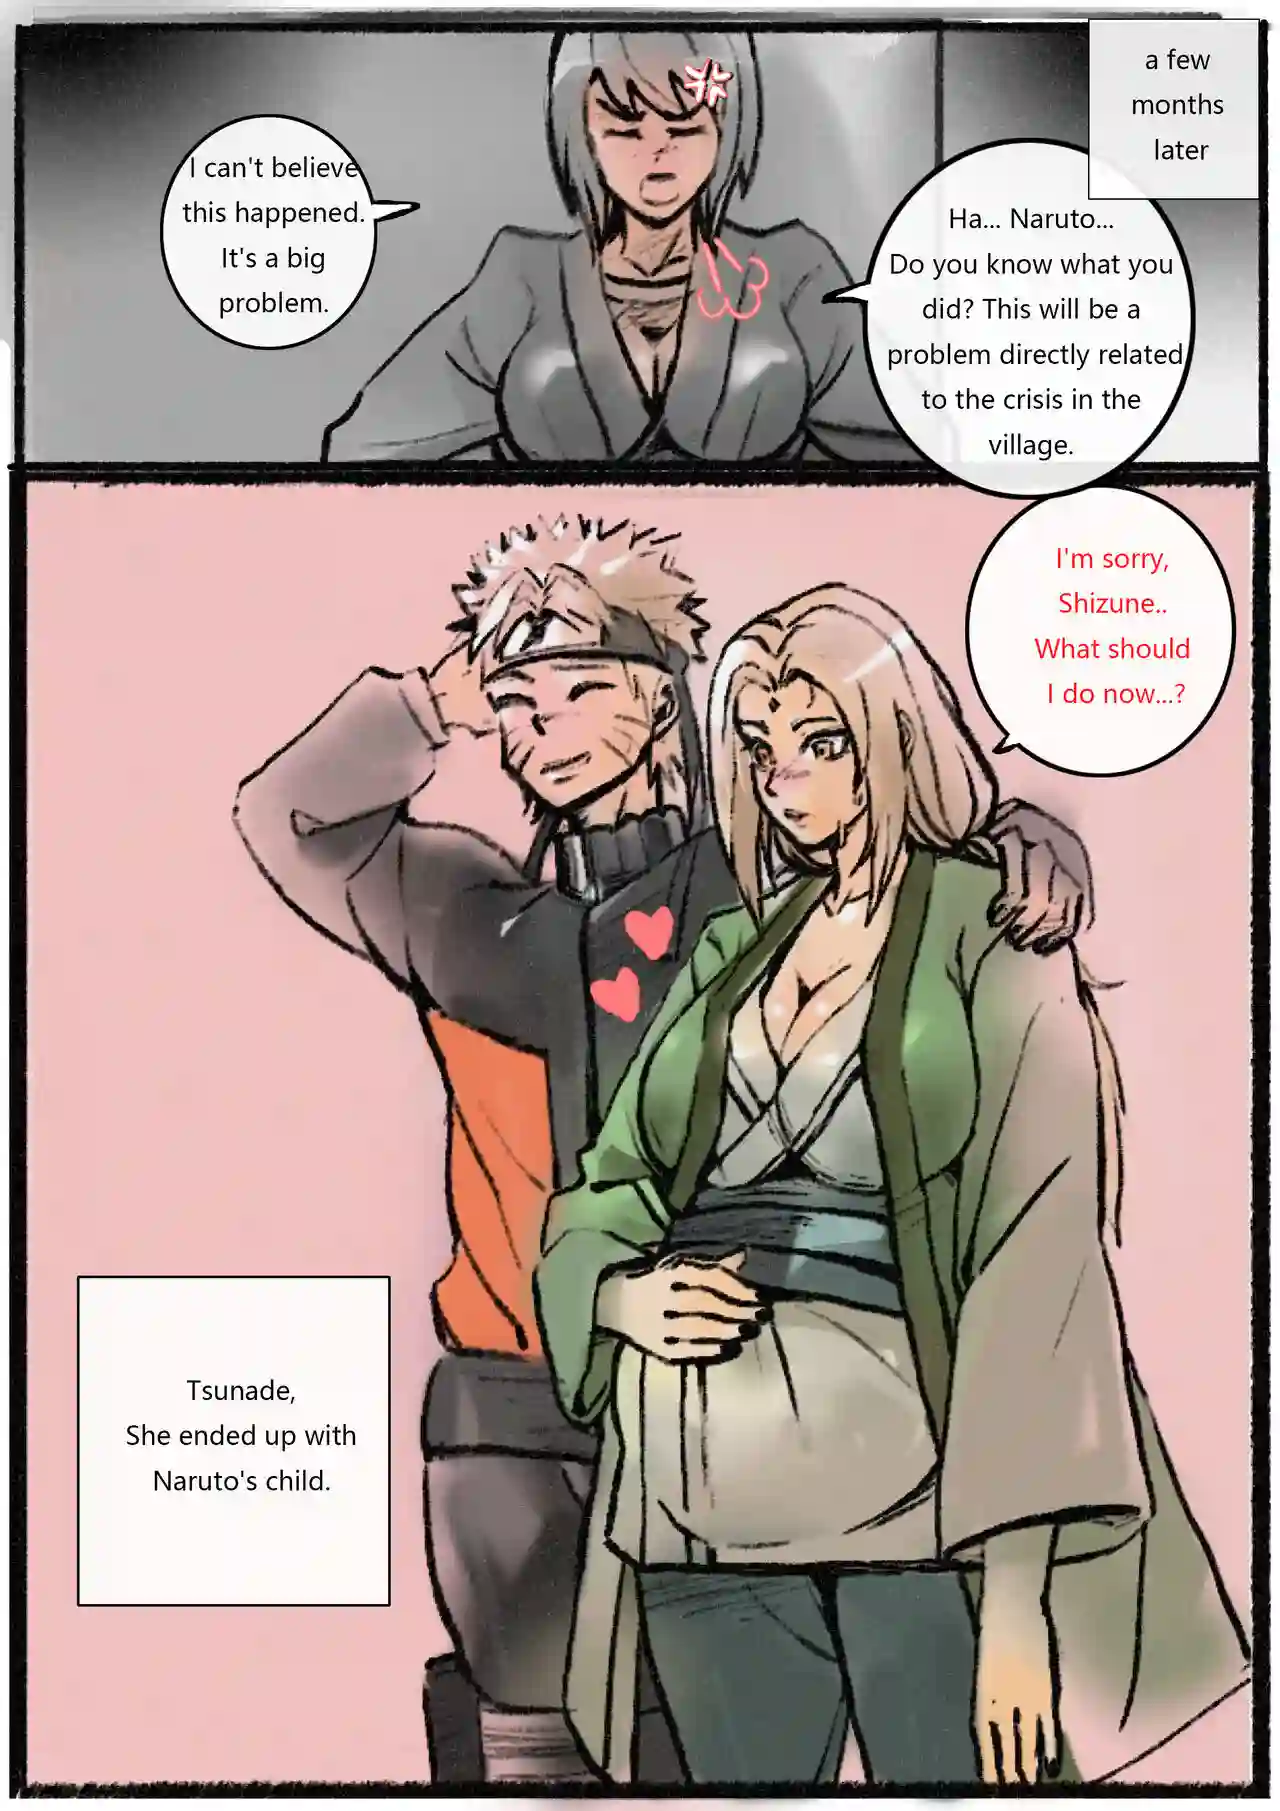 a few
months
later
I can't believe
this happened.
It's a big
problem.
Ha... Naruto...
Do you know what you
did? This will be a
problem directly related
to the crisis in the
village.
I'm sorry,
Shizune..
What should
I do now...?
Tsunade,
She ended up with
Naruto's child.